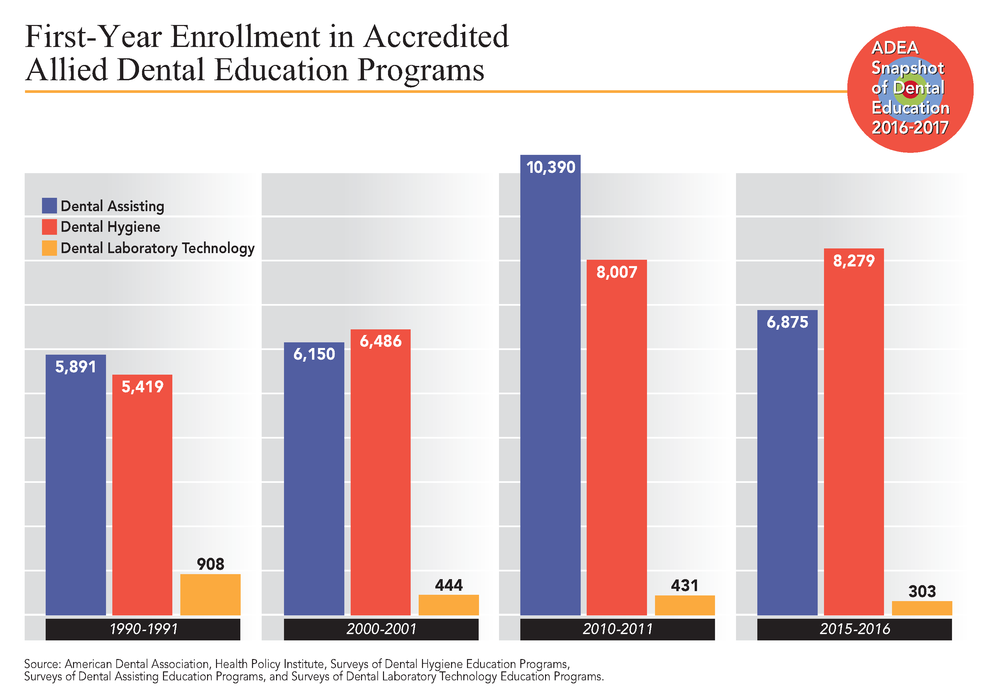 First-Year Enrollment in Accredited
Allied Dental Education Programs
ADEA
Snapshot
of Dental
Education
2016-2017
Dental Assisting
Dental Hygiene
Dental Laboratory Technology
5,891
5,419
908
6,150
6,486
444
10,390
8,007
431
6,875
8,279
303
1990-1991
2000-2001
2010-2011
2015-2016
Source: American Dental Association, Health Policy Institute, Surveys of Dental Hygiene Education Programs,
Surveys of Dental Assisting Education Programs, and Surveys of Dental Laboratory Technology Education Programs.